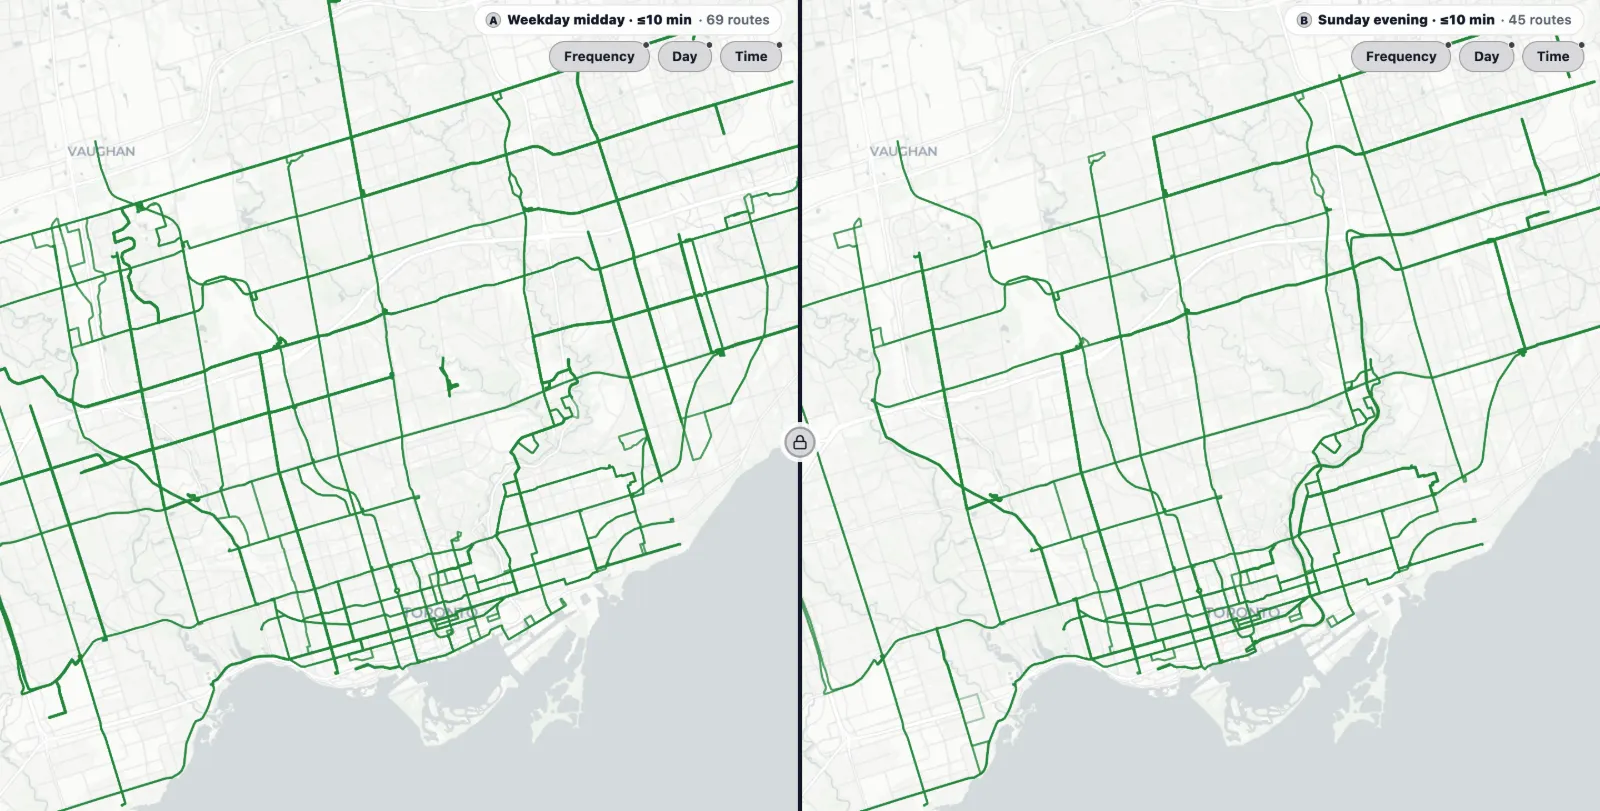 A Weekday midday · ≤10 min · 69 routes
Frequency Day Time
VAUGHAN
TORONTO
B Sunday evening · ≤10 min · 45 routes
Frequency Day Time
VAUGHAN
TORONTO